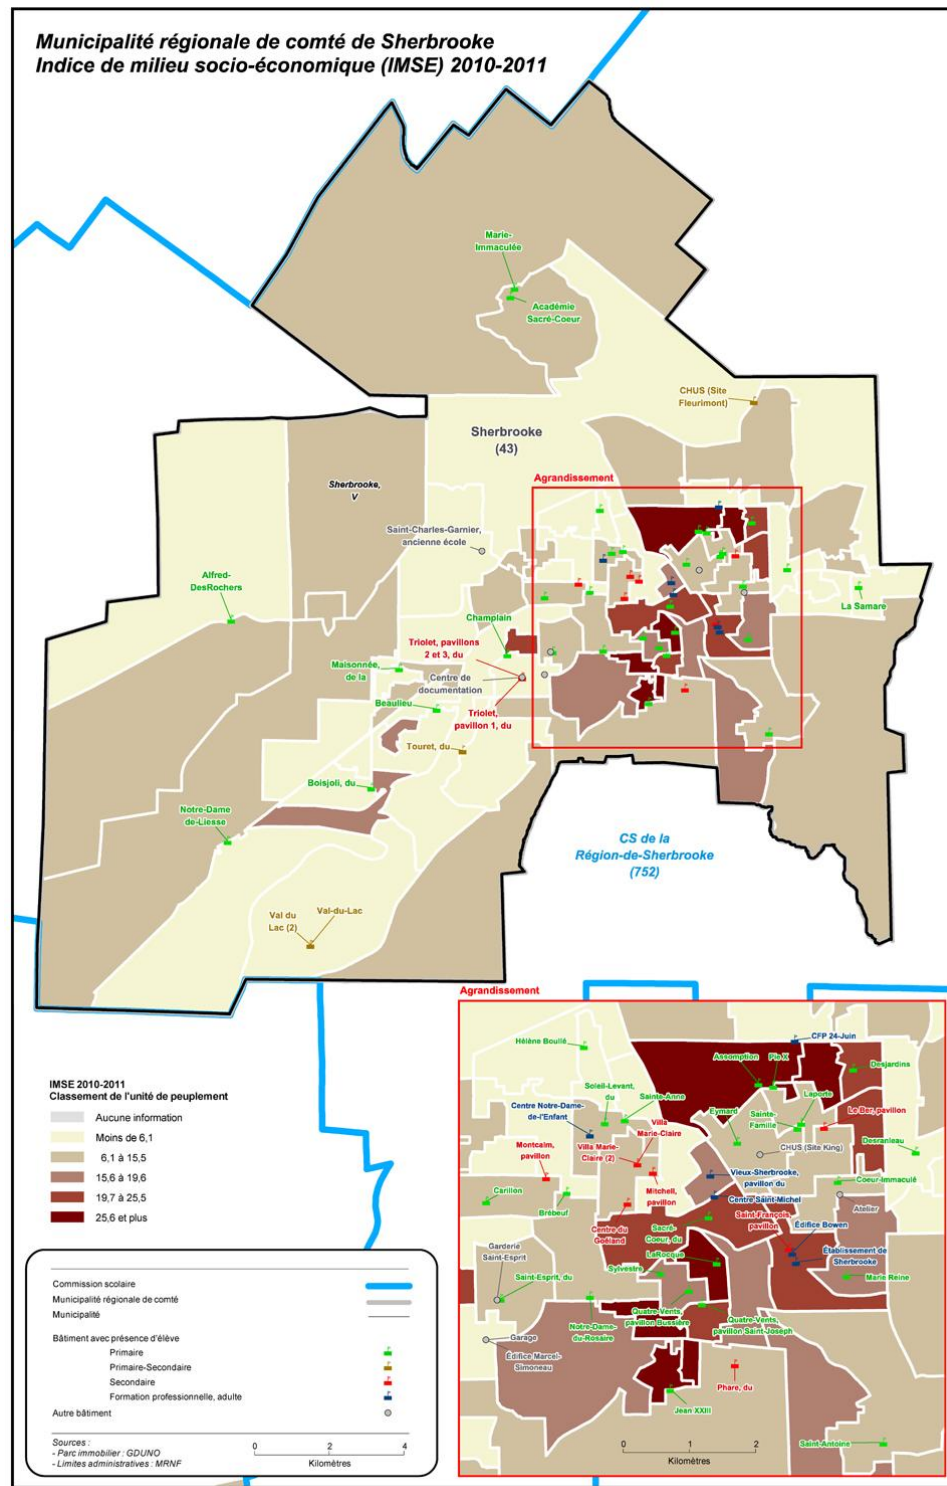 Municipalité régionale de comté de Sherbrooke
Indice de milieu socio-économique (IMSE) 2010-2011
Marie-
Immaculée
Académie
Sacré-Coeur
CHUS (Site
Fleurimont)
Sherbrooke
(43)
Sherbrooke,
V
Agrandissement
Saint-Charles-Garnier,
ancienne école
Alfred-
DesRochers
La Samare
Champlain
Triolet, pavillons
2 et 3, du
Maisonnée,
de la
Centre de
documentation
Beaulieu
Triolet,
pavillon 1, du
Touret, du
Boisjoli, du
Notre-Dame
de-Liesse
CS de la
Région-de-Sherbrooke
(752)
Val du
Lac (2)
Val-du-Lac
Agrandissement
CFP 24-Juin
Hélène Boullé
Assomption
Pie X
Desjardins
Soleil-Levant,
du
Sainte-Anne
Laporte
Centre Notre-Dame-
de-l'Enfant
Eymard
Sainte-
Famille
Le Ber, pavillon
Villa
Marie-Claire
Villa Marie-
Claire (2)
Montcalm,
pavillon
CHUS (Site King)
Desranleau
Mitchell,
pavillon
Vieux-Sherbrooke,
pavillon du
Coeur-Immaculé
Carillon
Brébeuf
Centre Saint-Michel
Atelier
Centre du
Goéland
Sacré-
Coeur, du
Saint-François,
pavillon
Édifice Bowen
Garderie
Saint-Esprit
LaRocque
Établissement de
Sherbrooke
Saint-Esprit, du
Sylvestre
Marie Reine
Notre-Dame-
du-Rosaire
Quatre-Vents,
pavillon Bussière
Quatre-Vents,
pavillon Saint-Joseph
Garage
Édifice Marcel-
Simoneau
Phare, du
Jean XXIII
Saint-Antoine
0 1 2
Kilomètres
IMSE 2010-2011
Classement de l'unité de peuplement
Aucune information
Moins de 6,1
6,1 à 15,5
15,6 à 19,6
19,7 à 25,5
25,6 et plus
Commission scolaire
Municipalité régionale de comté
Municipalité
Bâtiment avec présence d'élève
Primaire
Primaire-Secondaire
Secondaire
Formation professionnelle, adulte
Autre bâtiment
Sources :
- Parc immobilier : GDUNO
- Limites administratives : MRNF
0 2 4
Kilomètres